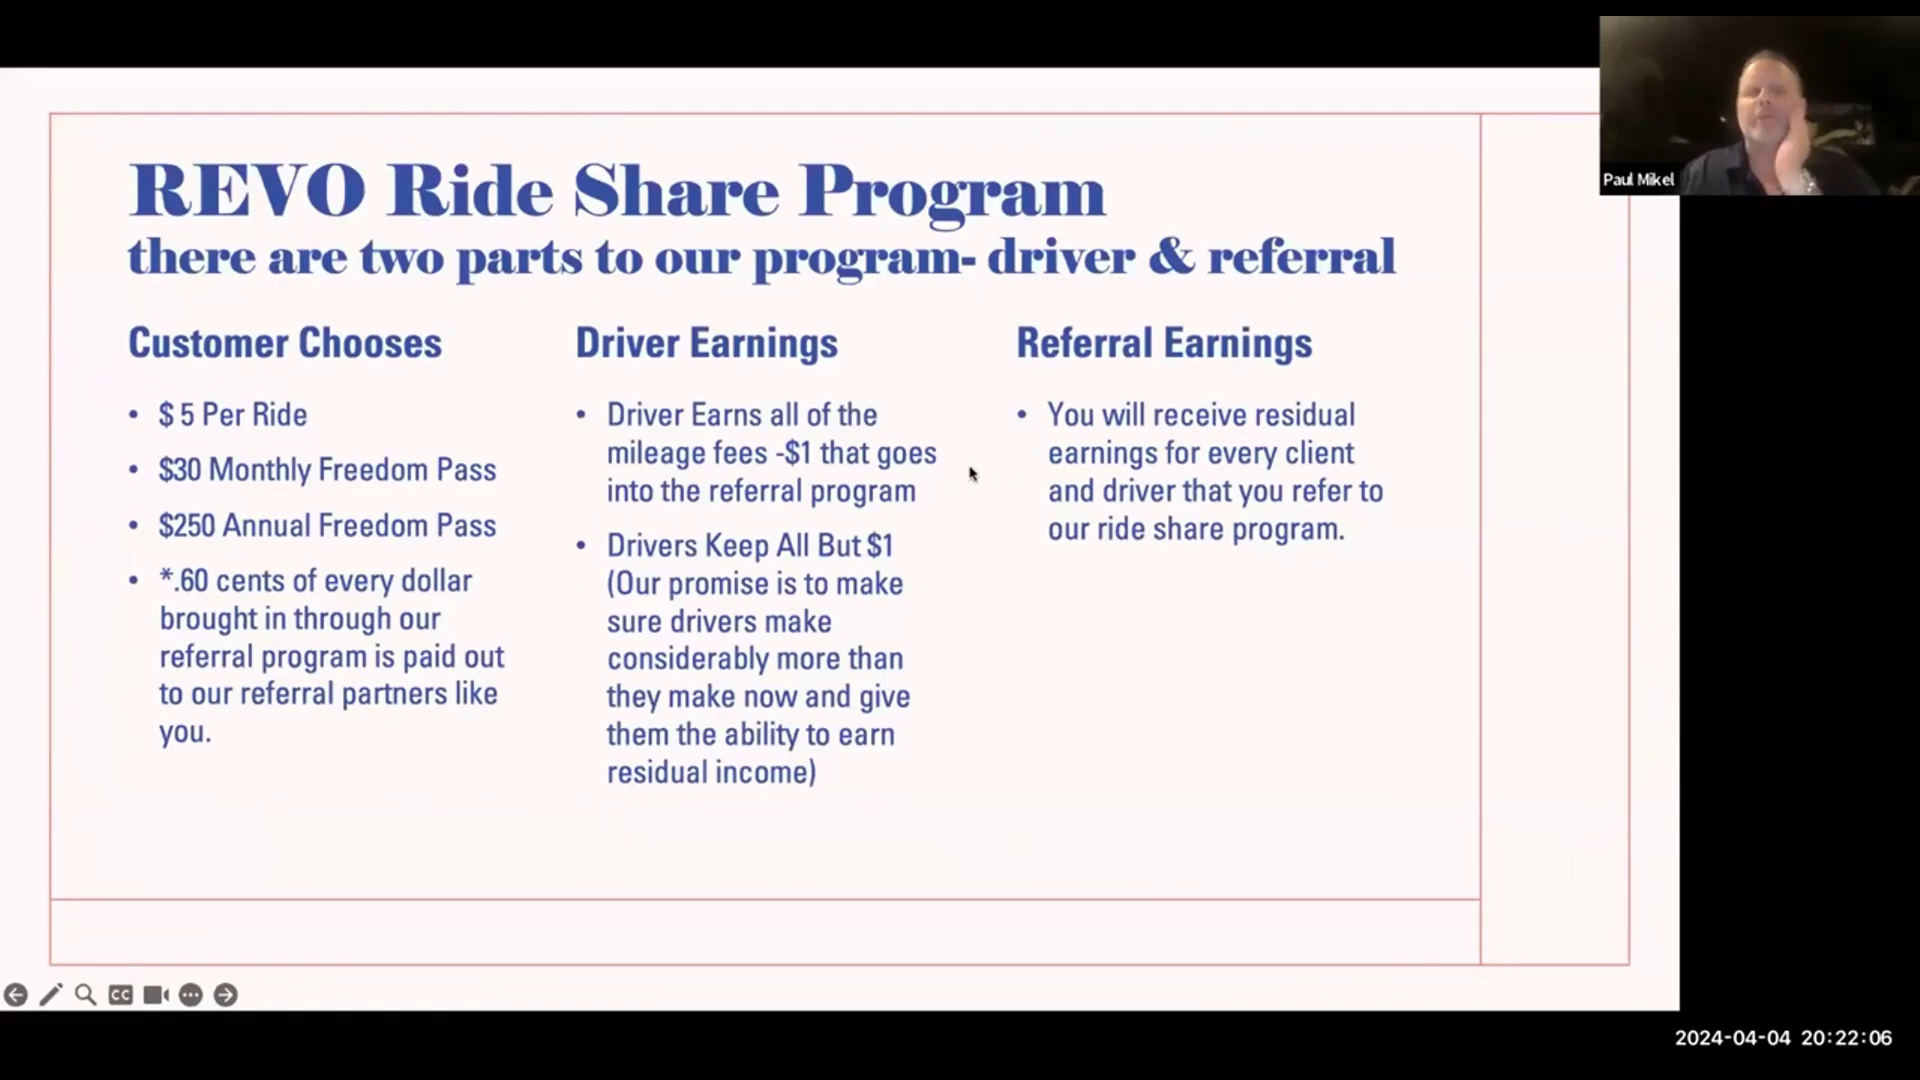 REVO Ride Share Program
there are two parts to our program- driver & referral
Customer Chooses
• $ 5 Per Ride
• $30 Monthly Freedom Pass
• $250 Annual Freedom Pass
• *.60 cents of every dollar
brought in through our
referral program is paid out
to our referral partners like
you.
Driver Earnings
• Driver Earns all of the
mileage fees -$1 that goes
into the referral program
• Drivers Keep All But $1
(Our promise is to make
sure drivers make
considerably more than
they make now and give
them the ability to earn
residual income)
Referral Earnings
• You will receive residual
earnings for every client
and driver that you refer to
our ride share program.
Paul Mikel
CC
2024-04-04 20:22:06